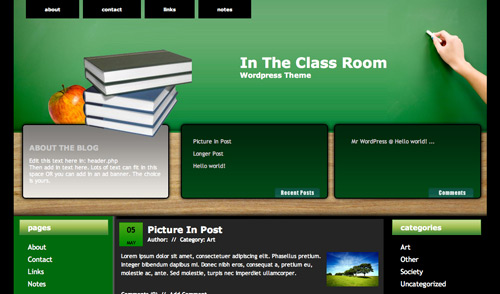 about contact links notes
In The Class Room
Wordpress Theme
ABOUT THE BLOG
Edit this text here in: header.php
Then add in text here. Lots of text can fit in this
space OR you can add in an ad banner. The choice
is yours.
Picture in Post
Longer Post
Hello world!
Recent Posts
Mr WordPress @ Hello world! ...
Comments
pages
About
Contact
Links
Notes
05
MAY
Picture In Post
Author: // Category: Art
Lorem ipsum dolor sit amet, consectetuer adipiscing elit. Phasellus pretium.
Integer bibendum dapibus mi. Donec nibh eros, consequat a, pretium eu,
molestie ac, ante. Sed molestie, turpis nec imperdiet ullamcorper.
categories
Art
Other
Society
Uncategorized